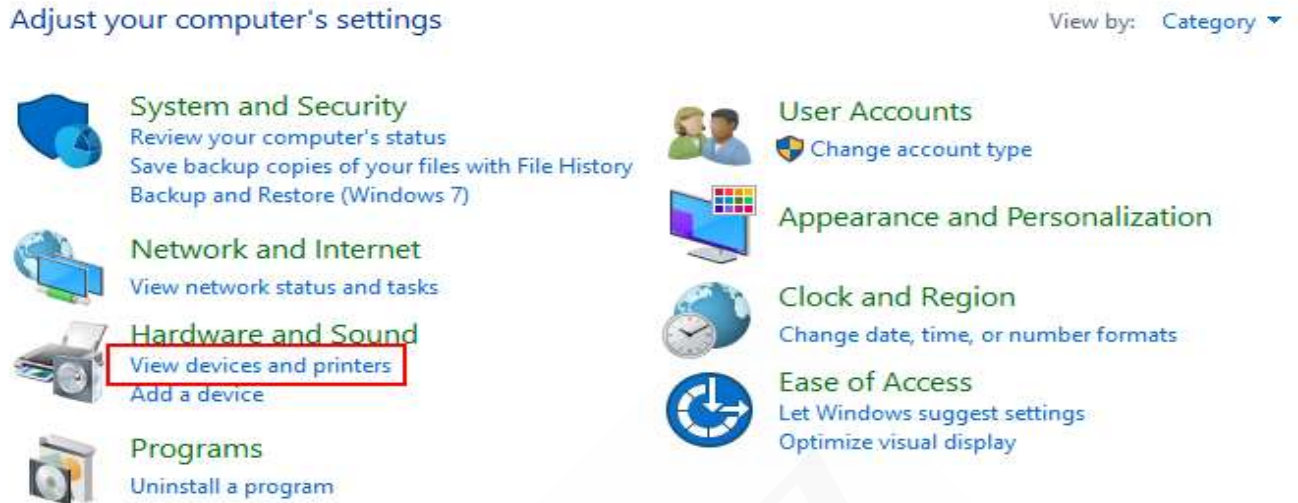 Adjust your computer's settings
View by: Category
System and Security
Review your computer's status
Save backup copies of your files with File History
Backup and Restore (Windows 7)
Network and Internet
View network status and tasks
Hardware and Sound
View devices and printers
Add a device
Programs
Uninstall a program
User Accounts
Change account type
Appearance and Personalization
Clock and Region
Change date, time, or number formats
Ease of Access
Let Windows suggest settings
Optimize visual display